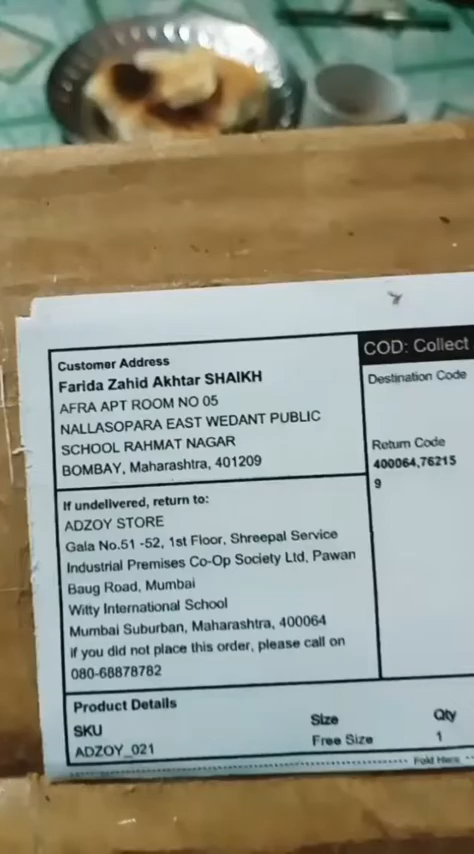 Customer Address
Farida Zahid Akhtar SHAIKH
AFRA APT ROOM NO 05
NALLASOPARA EAST WEDANT PUBLIC
SCHOOL RAHMAT NAGAR
BOMBAY, Maharashtra, 401209
COD: Collect
Destination Code
Return Code
400064,76215
9
If undelivered, return to:
ADZOY STORE
Gala No.51 -52, 1st Floor, Shreepal Service
Industrial Premises Co-Op Society Ltd, Pawan
Baug Road, Mumbai
Witty International School
Mumbai Suburban, Maharashtra, 400064
If you did not place this order, please call on
080-68878782
Product Details
SKU Size Qty
ADZOY_021 Free Size 1
Fold Here